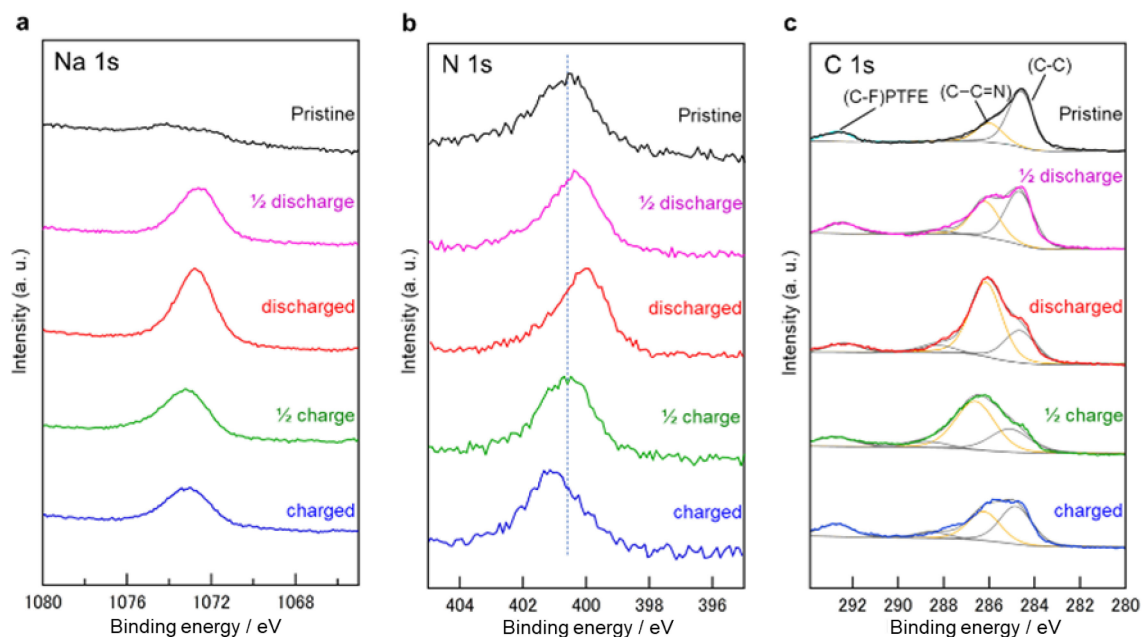 a
Na 1s
Pristine
½ discharge
discharged
½ charge
charged
Intensity (a. u.)
1080 1076 1072 1068
Binding energy / eV
b
N 1s
Pristine
½ discharge
discharged
½ charge
charged
Intensity (a. u.)
404 402 400 398 396
Binding energy / eV
c
C 1s
(C-F)PTFE
(C-C=N)
(C-C)
Pristine
½ discharge
discharged
½ charge
charged
Intensity (a. u.)
292 290 288 286 284 282 280
Binding energy / eV